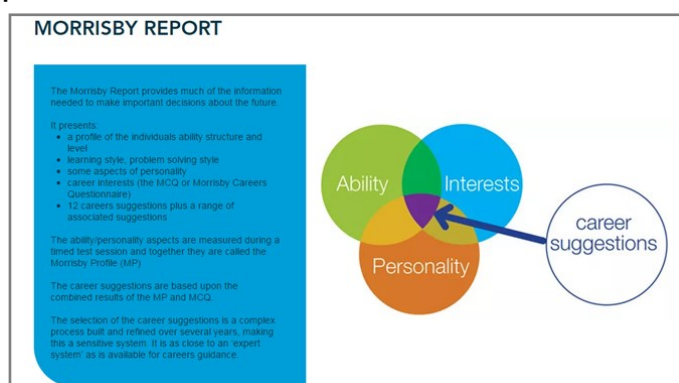 MORRISBY REPORT
The Morrisby Report provides much of the information
needed to make important decisions about the future.
It presents:
• a profile of the individuals ability structure and
level
• learning style, problem solving style
• some aspects of personality
• career interests (the MCQ or Morrisby Careers
Questionnaire)
• 12 careers suggestions plus a range of
associated suggestions
The ability/personality aspects are measured during a
timed test session and together they are called the
Morrisby Profile (MP)
The career suggestions are based upon the
combined results of the MP and MCQ.
The selection of the career suggestions is a complex
process built and refined over several years, making
this a sensitive system. It is as close to an 'expert
system' as is available for careers guidance.
Ability
Interests
Personality
career
suggestions